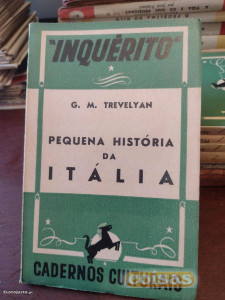 "INQUÉRITO"
G. M. TREVELYAN
PEQUENA HISTÓRIA
DA
ITÁLIA
CADERNOS CULTURAIS